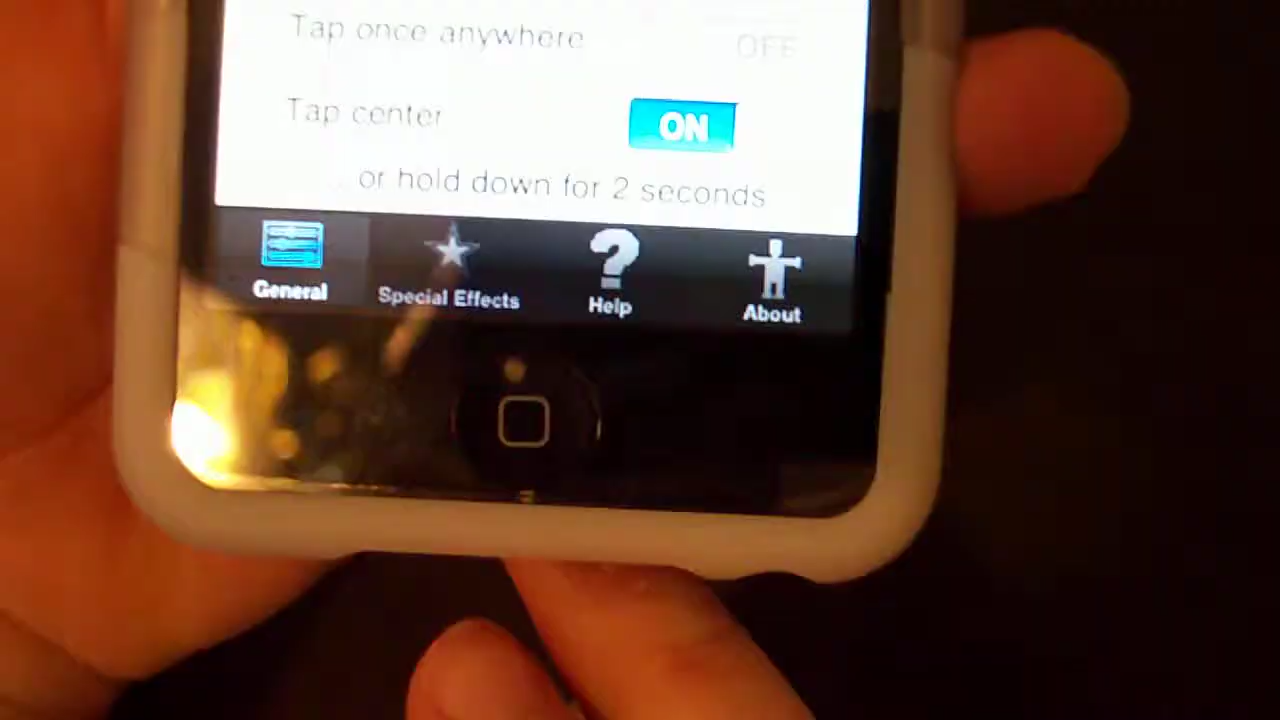 Tap once anywhere OFF
Tap center ON
or hold down for 2 seconds
General Special Effects Help About